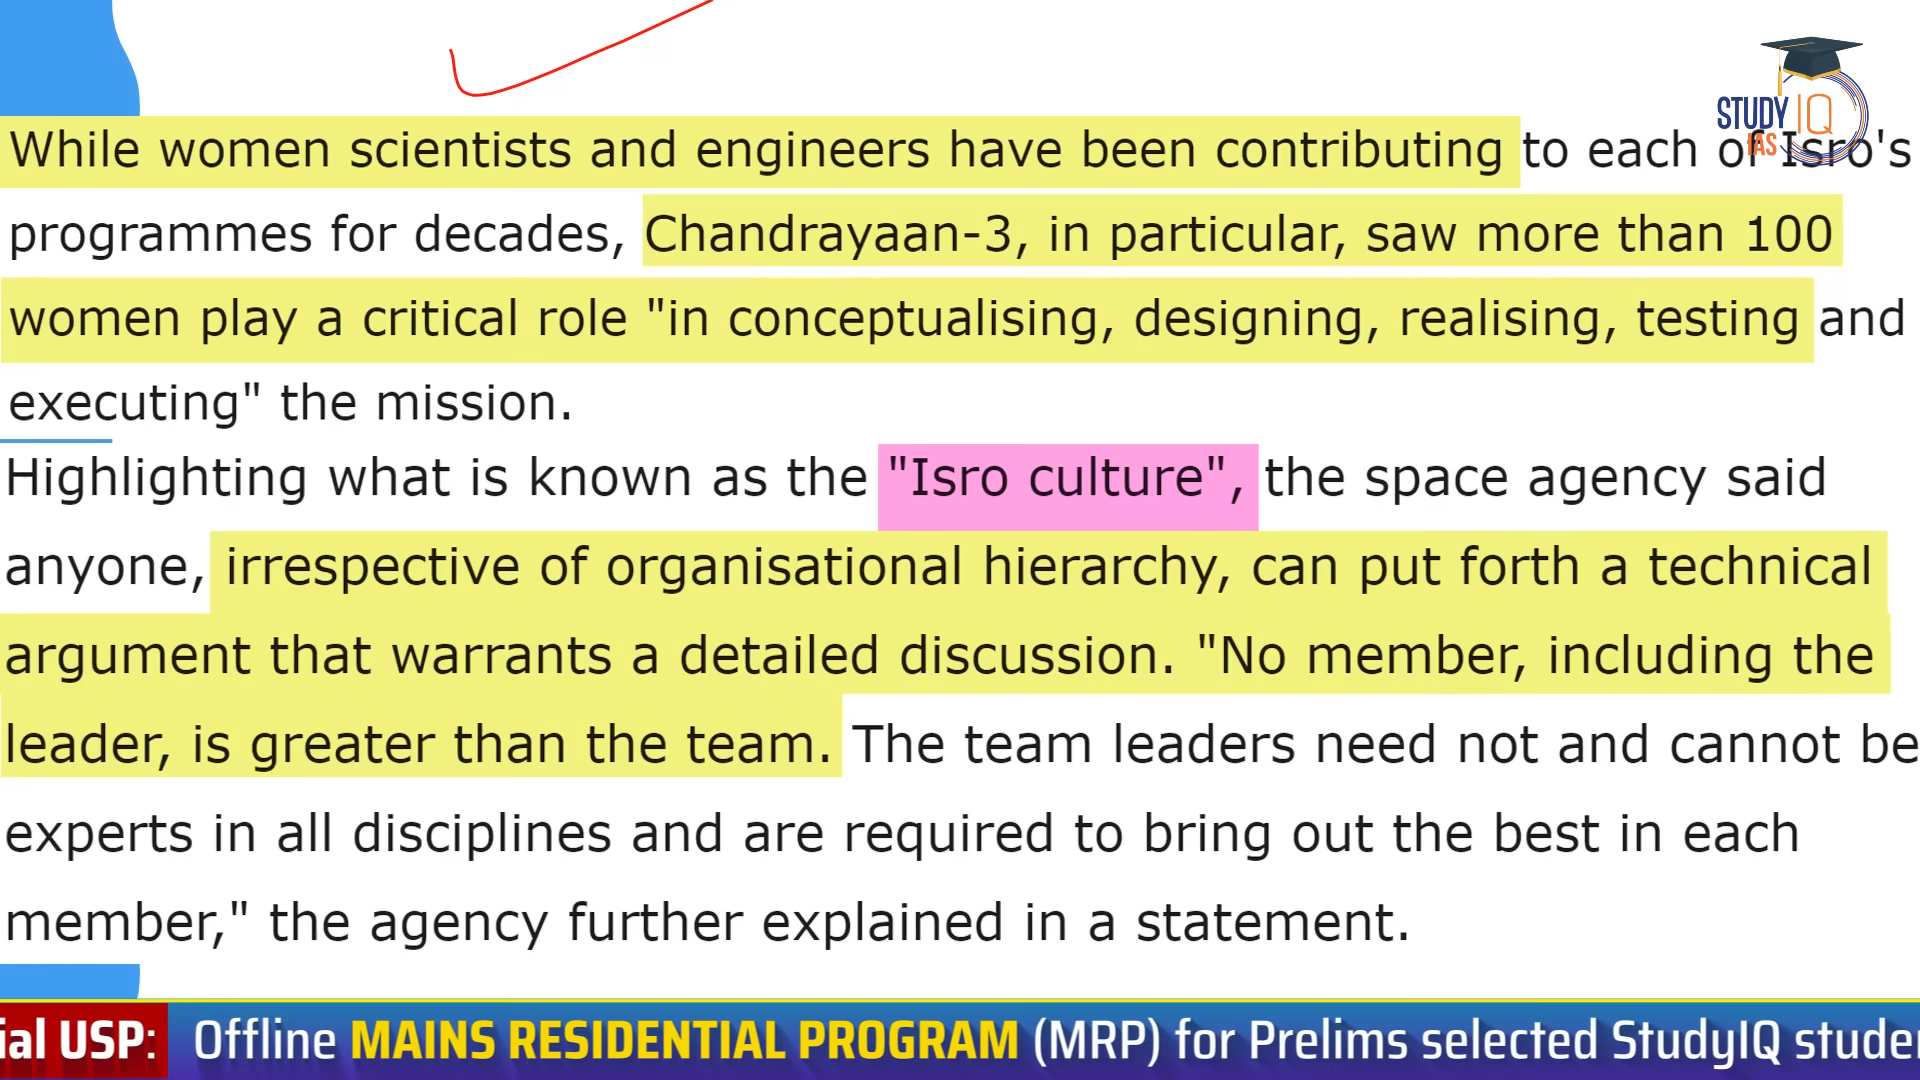 STUDY IQ
IAS
While women scientists and engineers have been contributing to each of Isro's
programmes for decades, Chandrayaan-3, in particular, saw more than 100
women play a critical role "in conceptualising, designing, realising, testing and
executing" the mission.
Highlighting what is known as the "Isro culture", the space agency said
anyone, irrespective of organisational hierarchy, can put forth a technical
argument that warrants a detailed discussion. "No member, including the
leader, is greater than the team. The team leaders need not and cannot be
experts in all disciplines and are required to bring out the best in each
member," the agency further explained in a statement.
ial USP: Offline MAINS RESIDENTIAL PROGRAM (MRP) for Prelims selected StudyIQ stude